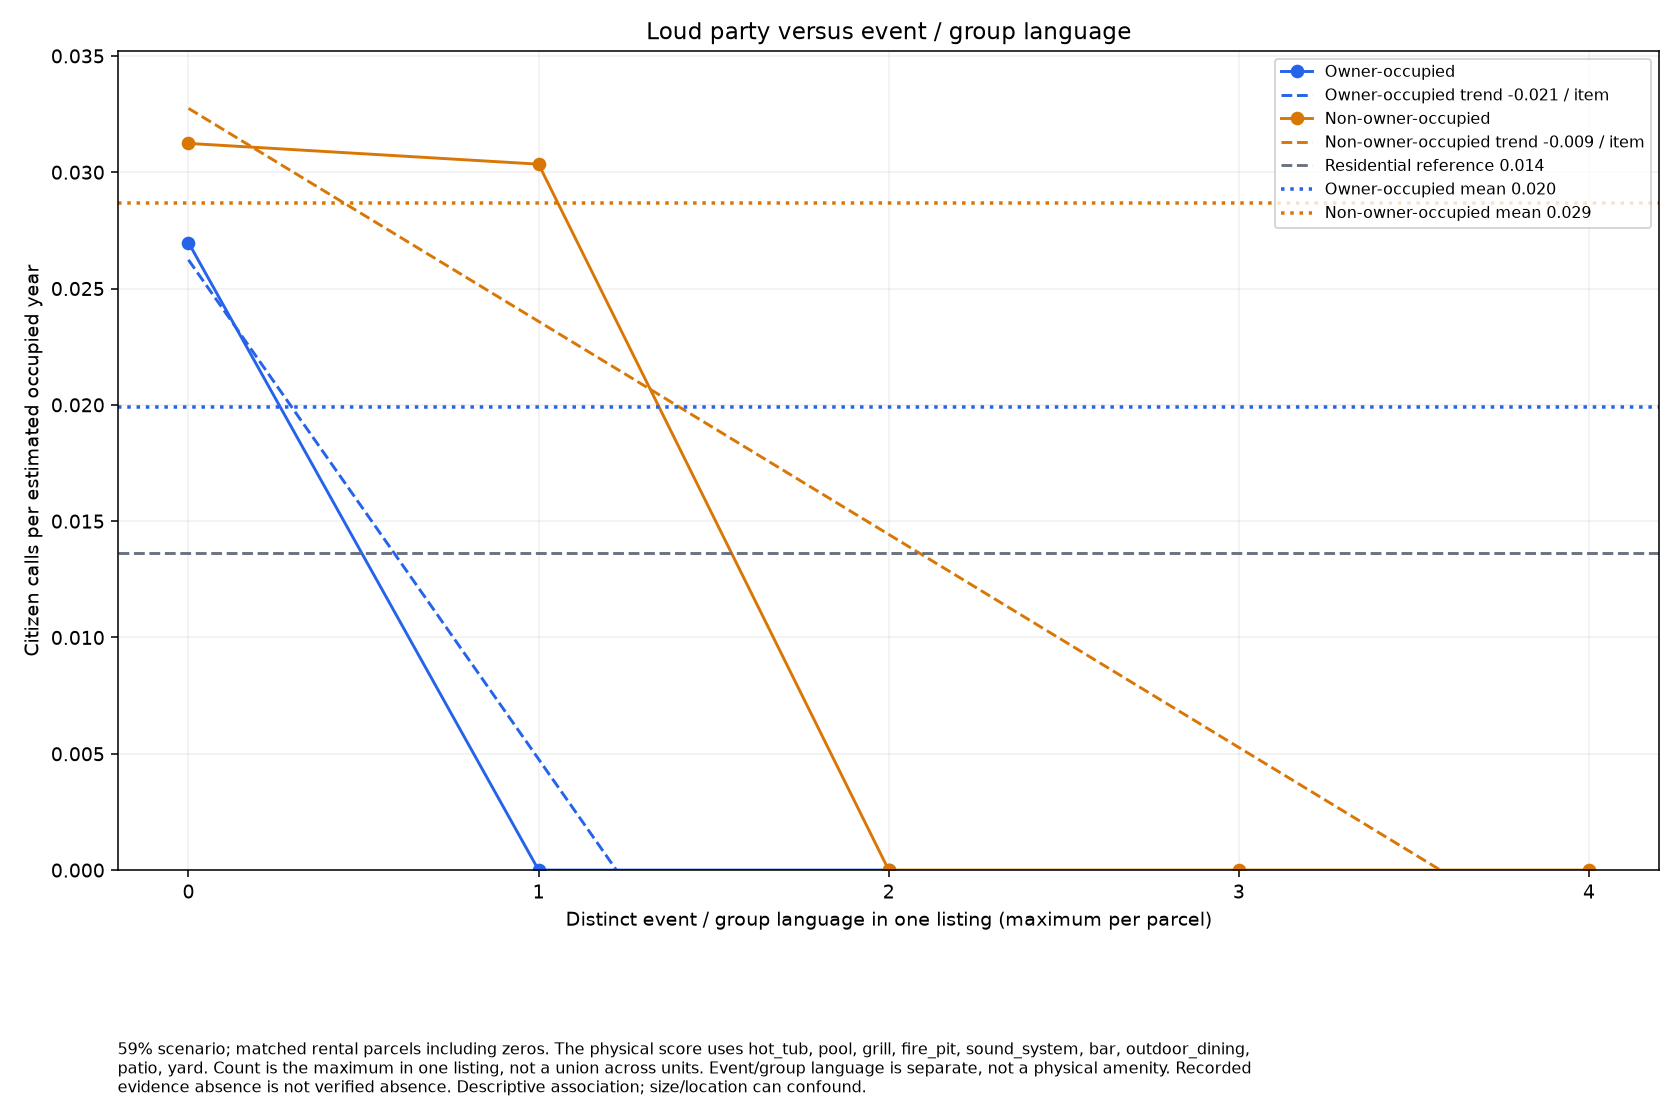 Loud party versus event / group language
Owner-occupied
Owner-occupied trend -0.021 / item
Non-owner-occupied
Non-owner-occupied trend -0.009 / item
Residential reference 0.014
Owner-occupied mean 0.020
Non-owner-occupied mean 0.029
Citizen calls per estimated occupied year
0.035
0.030
0.025
0.020
0.015
0.010
0.005
0.000
0 1 2 3 4
Distinct event / group language in one listing (maximum per parcel)
59% scenario; matched rental parcels including zeros. The physical score uses hot_tub, pool, grill, fire_pit, sound_system, bar, outdoor_dining,
patio, yard. Count is the maximum in one listing, not a union across units. Event/group language is separate, not a physical amenity. Recorded
evidence absence is not verified absence. Descriptive association; size/location can confound.